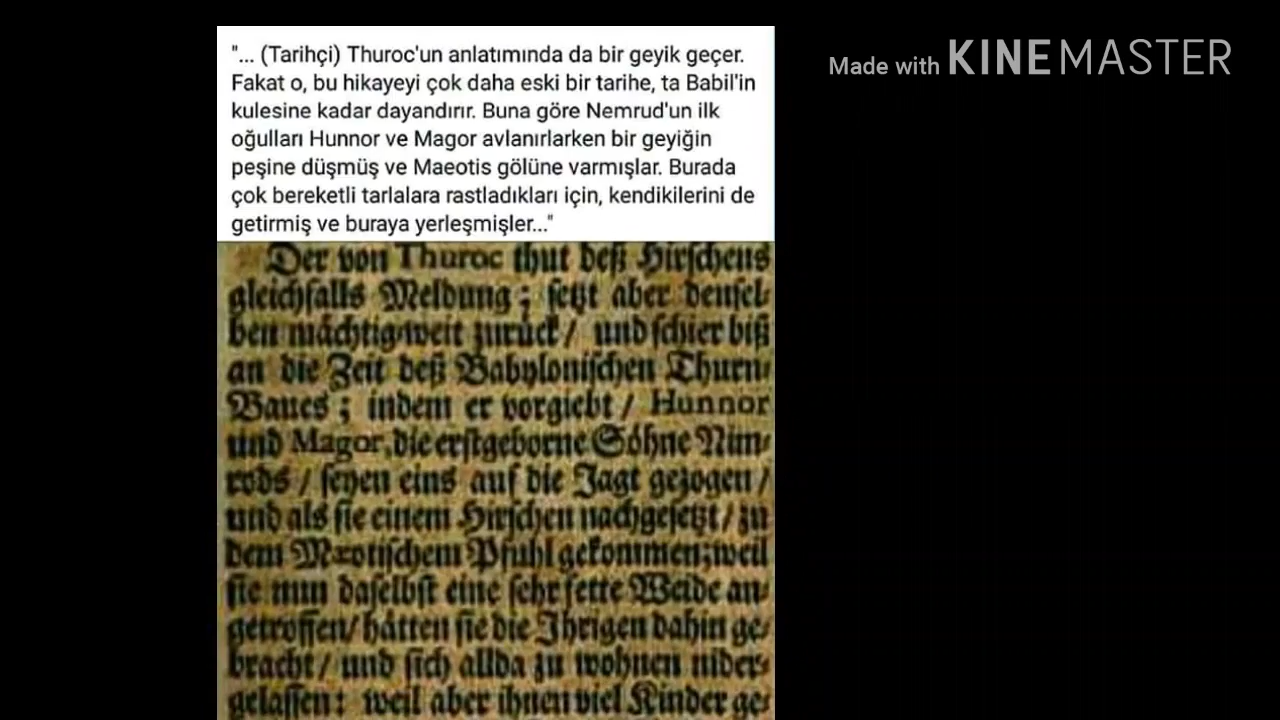 "... (Tarihçi) Thuroc'un anlatımında da bir geyik geçer.
Fakat o, bu hikayeyi çok daha eski bir tarihe, ta Babil'in
kulesine kadar dayandırır. Buna göre Nemrud'un ilk
oğulları Hunnor ve Magor avlanırlarken bir geyiğin
peşine düşmüş ve Maeotis gölüne varmışlar. Burada
çok bereketli tarlalara rastladıkları için, kendikilerini de
getirmiş ve buraya yerleşmişler..."
Made with KINEMASTER
Der von Thuroc thut deß Hirschens
gleichfalls Meldung; setzt aber densel-
ben mächtig-weit zurück / und schier biß
an die Zeit deß Babylonischen Thurn-
Baues; indem er vorgiebt / Hunnor
und Magor, die erstgeborne Söhne Nim-
rods / seyen eins auf die Jagt gezogen /
und als sie einem Hirschen nachgesetzt / zu
dem Mæotischem Pfuhl gekommen; weil
sie nun daselbst eine sehr fette Weide an-
getroffen / hätten sie die Ihrigen dahin ge-
bracht / und sich allda zu wohnen nider-
gelassen: weil aber ihnen viel Kinder ge-